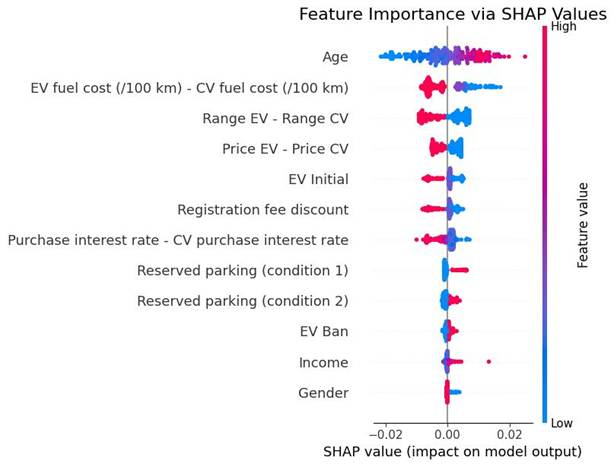 Feature Importance via SHAP Values
High
Age
EV fuel cost (/100 km) - CV fuel cost (/100 km)
Range EV - Range CV
Price EV - Price CV
EV Initial
Registration fee discount
Purchase interest rate - CV purchase interest rate
Reserved parking (condition 1)
Reserved parking (condition 2)
EV Ban
Income
Gender
Feature value
Low
−0.02 0.00 0.02
SHAP value (impact on model output)